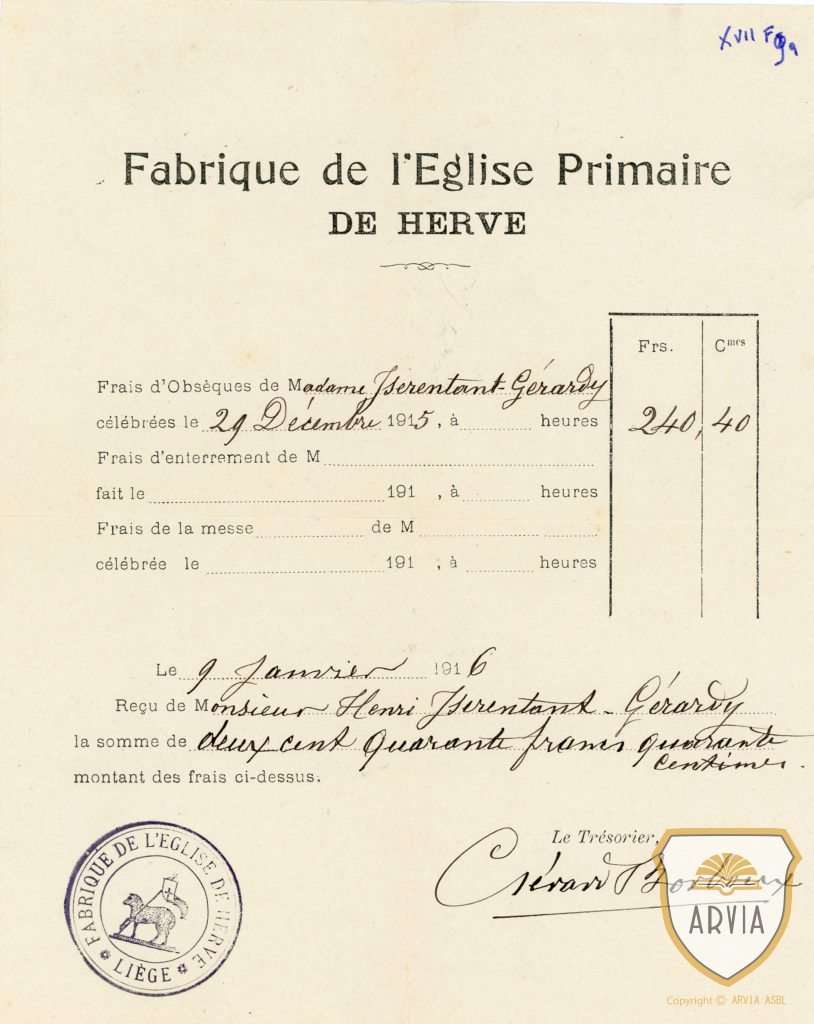 XVII F 9a
Fabrique de l'Eglise Primaire
DE HERVE
Frs. Cmes
Frais d'Obsèques de Madame Iserentant-Gérardy
célébrées le 29 Décembre 1915, à heures 240,40
Frais d'enterrement de M
fait le 191 , à heures
Frais de la messe de M
célébrée le 191 , à heures
Le 9 Janvier 1916
Reçu de Monsieur Henri Iserentant-Gérardy
la somme de deux cent quarante francs quarante
centimes.
montant des frais ci-dessus.
Le Trésorier,
FABRIQUE DE L'EGLISE DE HERVE
LIÈGE
ARVIA
Copyright © ARVIA ASBL